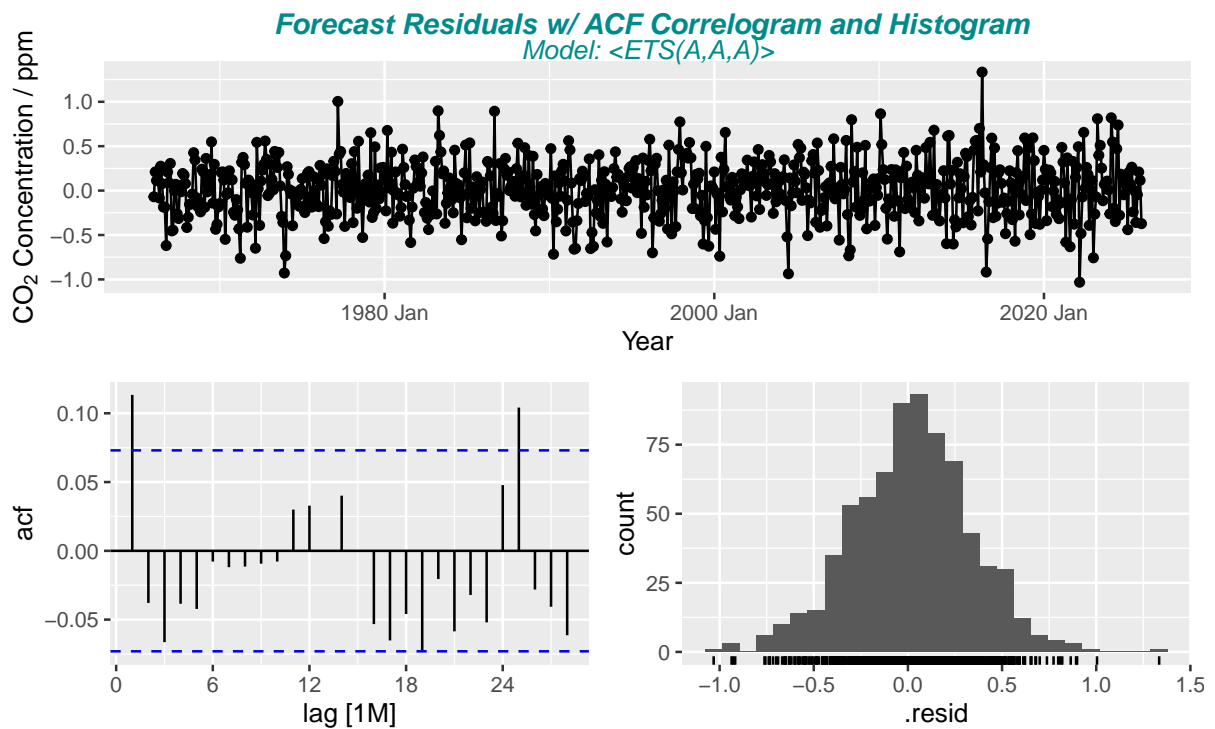 Forecast Residuals w/ ACF Correlogram and Histogram
Model: <ETS(A,A,A)>
CO₂ Concentration / ppm
1.0
0.5
0.0
−0.5
−1.0
1980 Jan 2000 Jan 2020 Jan
Year
acf
0.10
0.05
0.00
−0.05
0 6 12 18 24
lag [1M]
count
75
50
25
0
−1.0 −0.5 0.0 0.5 1.0 1.5
.resid